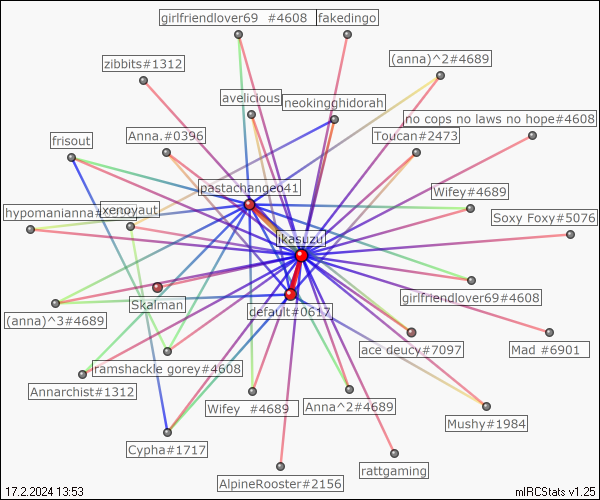 girlfriendlover69 #4608
fakedingo
zibbits#1312
(anna)^2#4689
avelicious
neokingghidorah
no cops no laws no hope#4608
frisout
Anna.#0396
Toucan#2473
pastachangeo41
Wifey#4689
hypomanianna#
xenoyaut
Soxy Foxy#5076
ikasuzu
Skalman
girlfriendlover69#4608
(anna)^3#4689
default#0617
ramshackle gorey#4608
ace deucy#7097
Mad #6901
Annarchist#1312
Wifey #4689
Anna^2#4689
Mushy#1984
Cypha#1717
AlpineRooster#2156
rattgaming
17.2.2024 13:53
mIRCStats v1.25